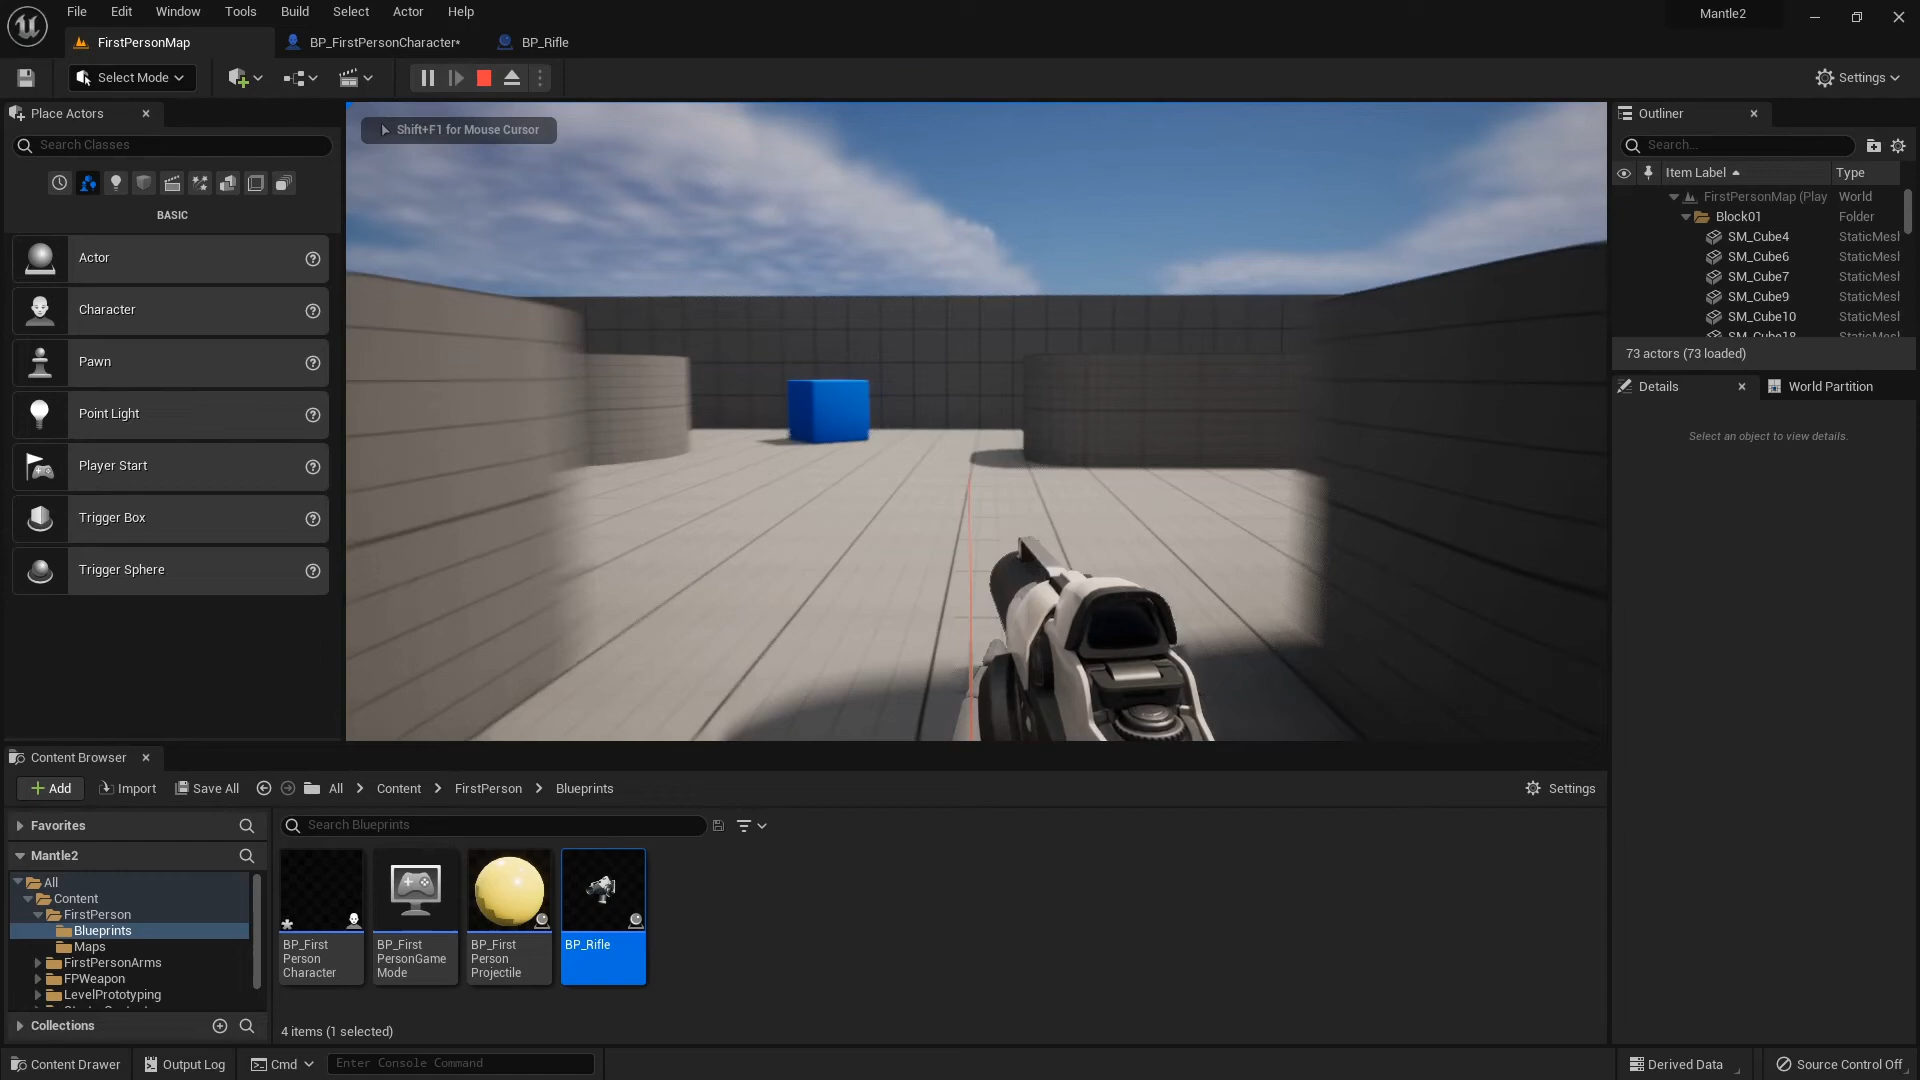 File Edit Window Tools Build Select Actor Help
Mantle2
FirstPersonMap BP_FirstPersonCharacter* BP_Rifle
Select Mode
Settings
Place Actors
Search Classes
BASIC
Actor
Character
Pawn
Point Light
Player Start
Trigger Box
Trigger Sphere
Shift+F1 for Mouse Cursor
Outliner
Search...
Item Label Type
FirstPersonMap (Play World
Block01 Folder
SM_Cube4 StaticMesl
SM_Cube6 StaticMesl
SM_Cube7 StaticMesl
SM_Cube9 StaticMesl
SM_Cube10 StaticMesl
73 actors (73 loaded)
Details World Partition
Select an object to view details.
Content Browser
Add Import Save All All Content FirstPerson Blueprints
Settings
Favorites
Mantle2
All
Content
FirstPerson
Blueprints
Maps
FirstPersonArms
FPWeapon
LevelPrototyping
Collections
Search Blueprints
BP_First
Person
Character
BP_First
PersonGame
Mode
BP_First
Person
Projectile
BP_Rifle
4 items (1 selected)
Content Drawer Output Log Cmd Enter Console Command
Derived Data Source Control Off